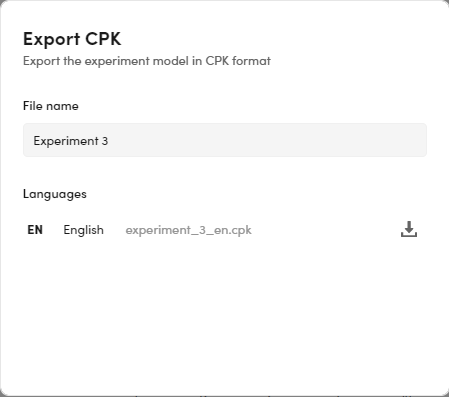 Export CPK
Export the experiment model in CPK format
File name
Experiment 3
Languages
EN English experiment_3_en.cpk